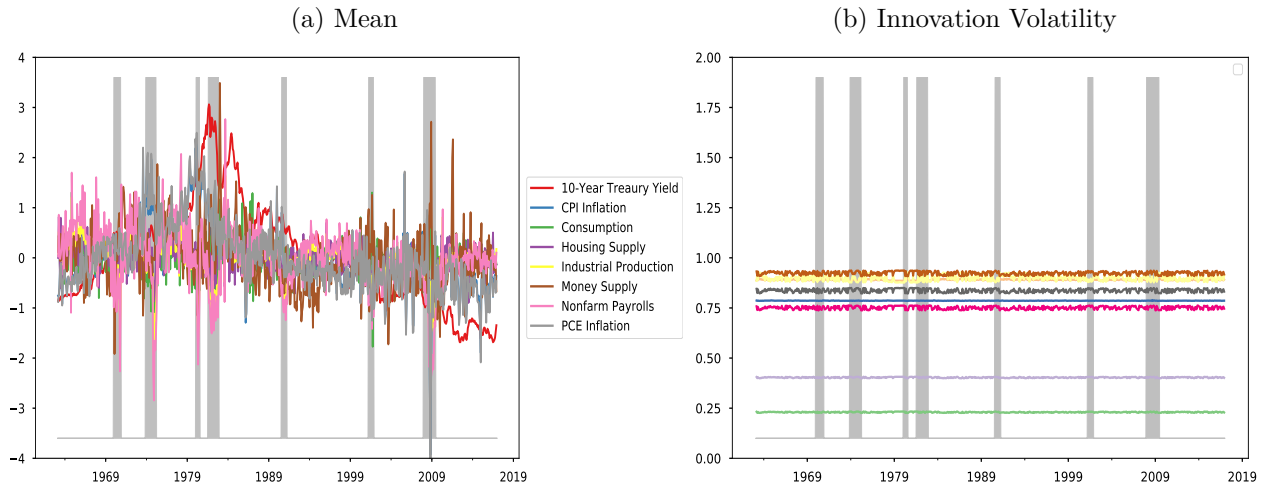 (a) Mean
4
3
2
1
0
−1
−2
−3
−4
1969 1979 1989 1999 2009 2019
10-Year Treaury Yield
CPI Inflation
Consumption
Housing Supply
Industrial Production
Money Supply
Nonfarm Payrolls
PCE Inflation
(b) Innovation Volatility
2.00
1.75
1.50
1.25
1.00
0.75
0.50
0.25
0.00
1969 1979 1989 1999 2009 2019